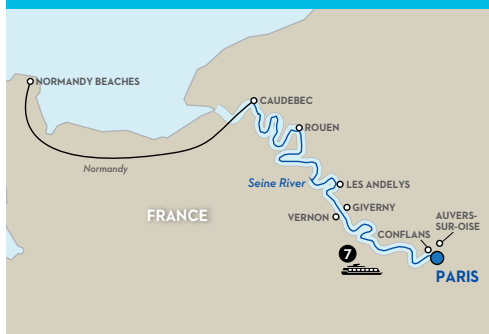 NORMANDY BEACHES
CAUDEBEC
ROUEN
Normandy
Seine River
LES ANDELYS
GIVERNY
FRANCE
VERNON
AUVERS-
SUR-OISE
CONFLANS
7
PARIS